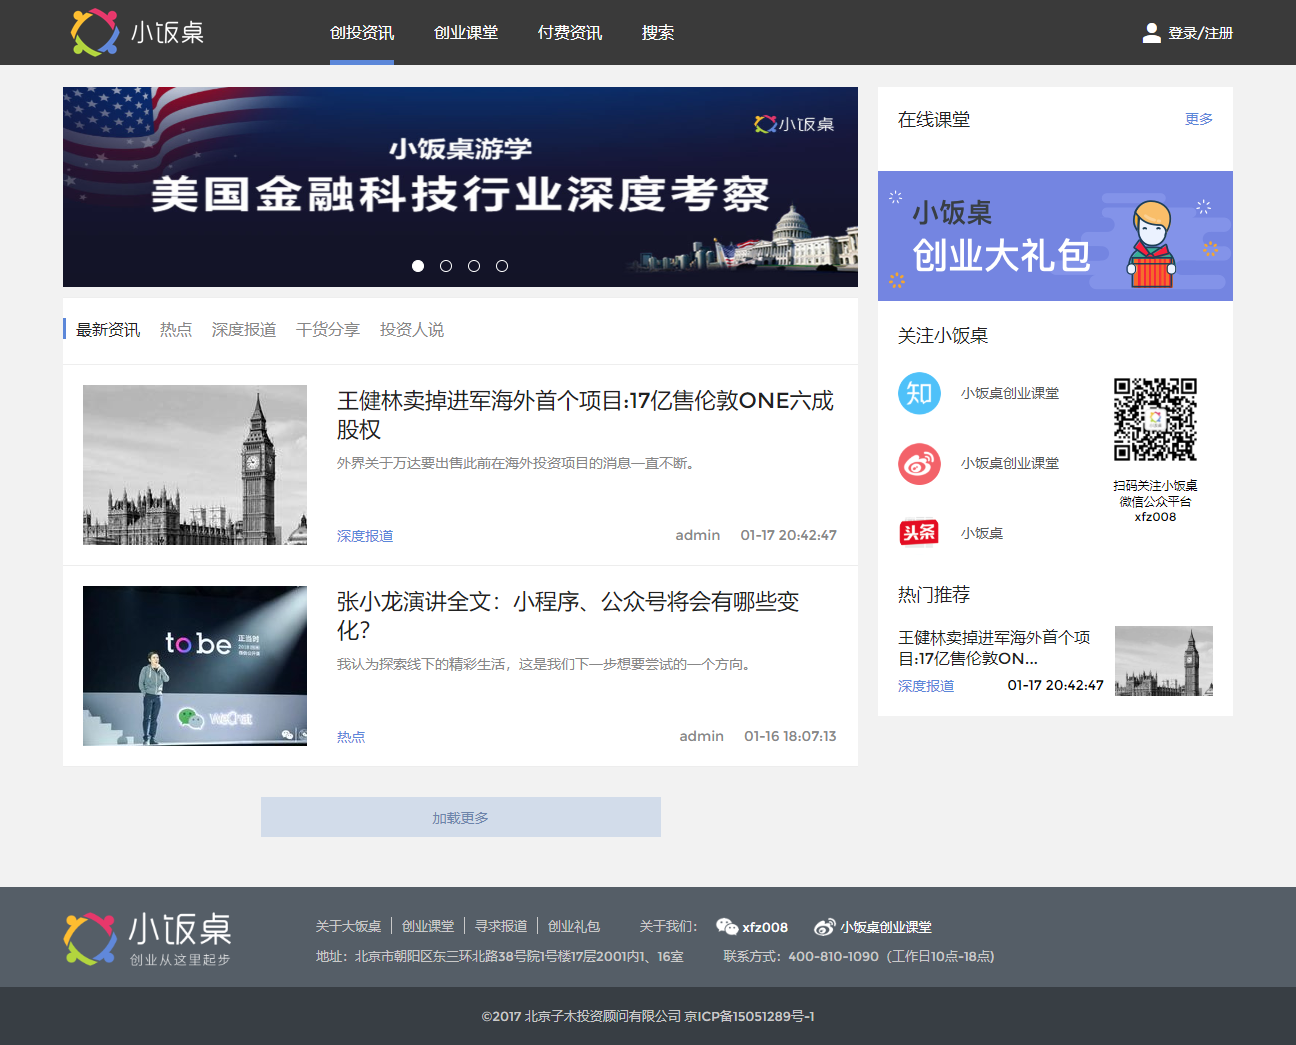 小饭桌
创投资讯
创业课堂
付费资讯
搜索
登录/注册
小饭桌
小饭桌游学
美国金融科技行业深度考察
在线课堂
更多
小饭桌
创业大礼包
最新资讯
热点
深度报道
干货分享
投资人说
王健林卖掉进军海外首个项目:17亿售伦敦ONE六成
股权
外界关于万达要出售此前在海外投资项目的消息一直不断。
深度报道
admin
01-17 20:42:47
to be
正当时
WeChat
张小龙演讲全文：小程序、公众号将会有哪些变
化？
我认为探索线下的精彩生活，这是我们下一步想要尝试的一个方向。
热点
admin
01-16 18:07:13
加载更多
关注小饭桌
知
小饭桌创业课堂
小饭桌创业课堂
头条
小饭桌
扫码关注小饭桌
微信公众平台
xfz008
热门推荐
王健林卖掉进军海外首个项
目:17亿售伦敦ON...
深度报道
01-17 20:42:47
小饭桌
创业从这里起步
关于大饭桌
创业课堂
寻求报道
创业礼包
关于我们：
xfz008
小饭桌创业课堂
地址：北京市朝阳区东三环北路38号院1号楼17层2001内1、16室
联系方式：400-810-1090（工作日10点-18点)
©2017 北京子木投资顾问有限公司 京ICP备15051289号-1